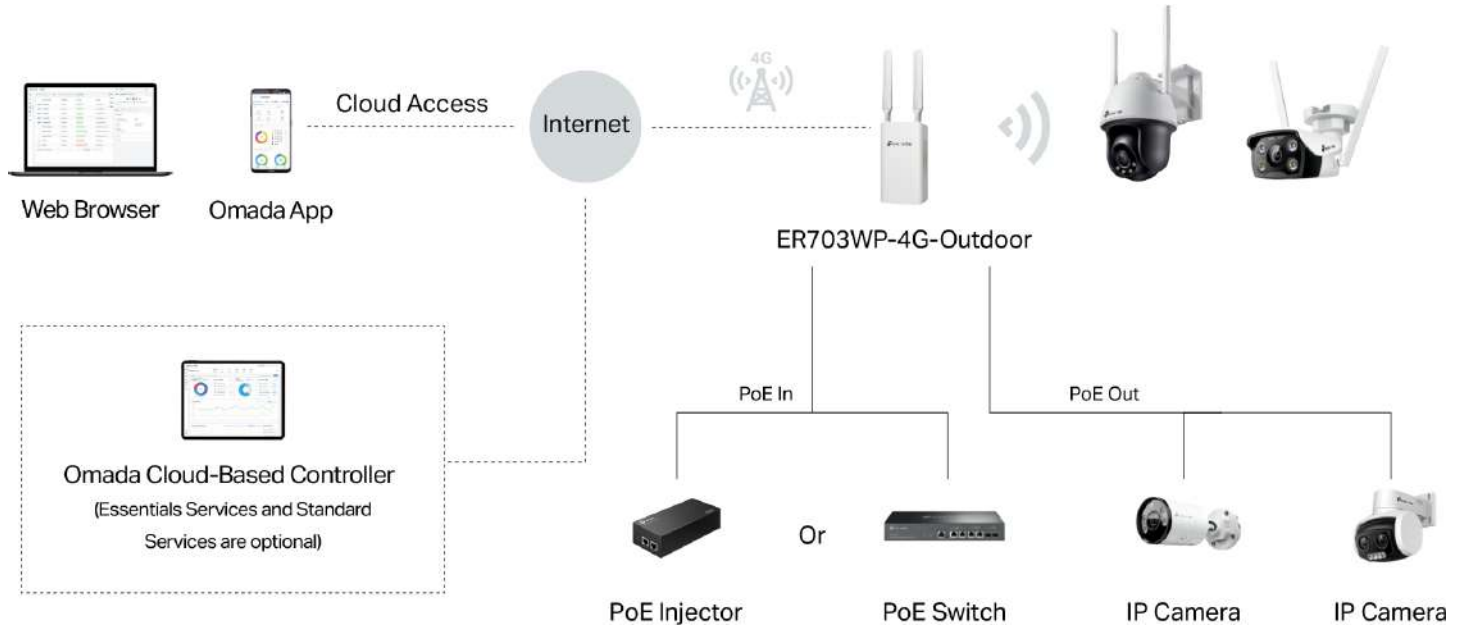 4G
Cloud Access
Internet
Web Browser
Omada App
ER703WP-4G-Outdoor
PoE In
PoE Out
Omada Cloud-Based Controller
(Essentials Services and Standard
Services are optional)
Or
PoE Injector
PoE Switch
IP Camera
IP Camera